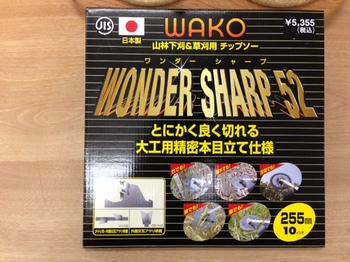 JIS
WAKO
¥5,355
(税込)
日本製
山林下刈&草刈用 チップソー
ワンダー シャープ
WONDER SHARP 52
とにかく良く切れる
大工用精密本目立て仕様
255mm
10インチ